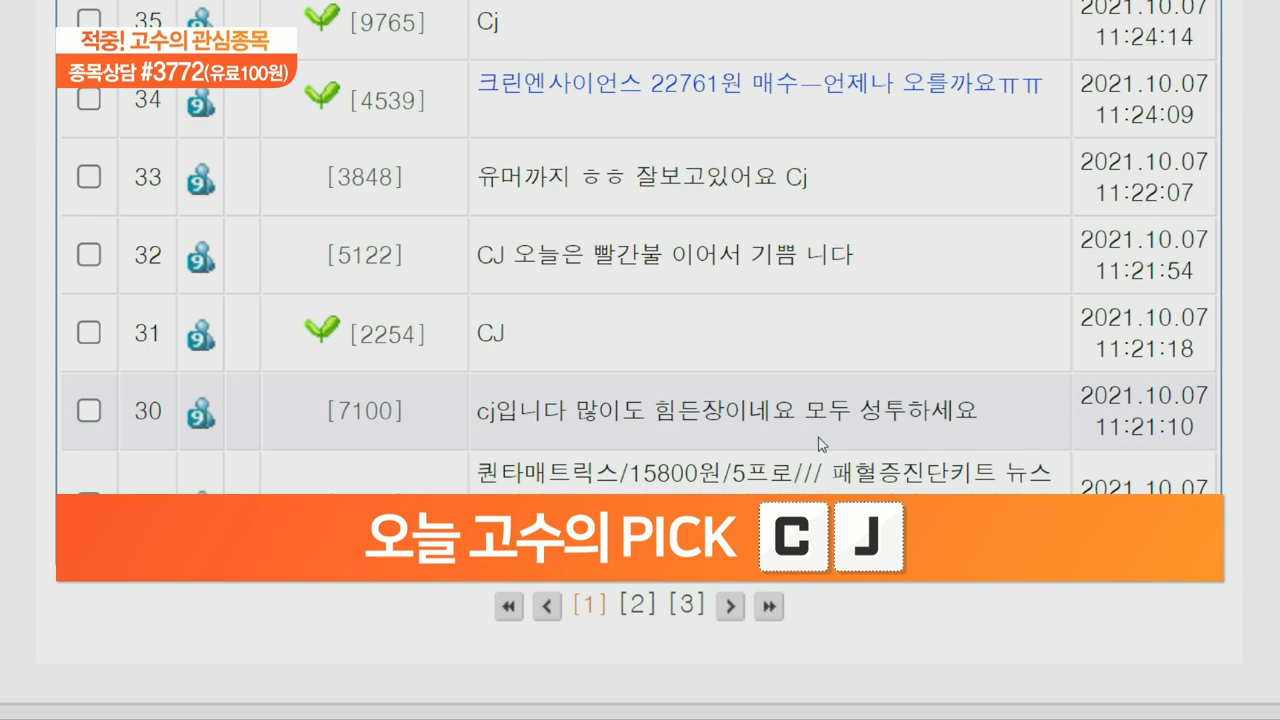 적중! 고수의 관심종목
종목상담 #3772(유료100원)
35 [9765] Cj 2021.10.07
11:24:14
34 [4539] 크린엔사이언스 22761원 매수-언제나 오를까요ㅠㅠ 2021.10.07
11:24:09
33 [3848] 유머까지 ㅎㅎ 잘보고있어요 Cj 2021.10.07
11:22:07
32 [5122] CJ 오늘은 빨간불 이어서 기쁨 니다 2021.10.07
11:21:54
31 [2254] CJ 2021.10.07
11:21:18
30 [7100] cj입니다 많이도 힘든장이네요 모두 성투하세요 2021.10.07
11:21:10
퀀타매트릭스/15800원/5프로/// 패혈증진단키트 뉴스 2021.10.07
오늘 고수의 PICK C J
[1] [2] [3]